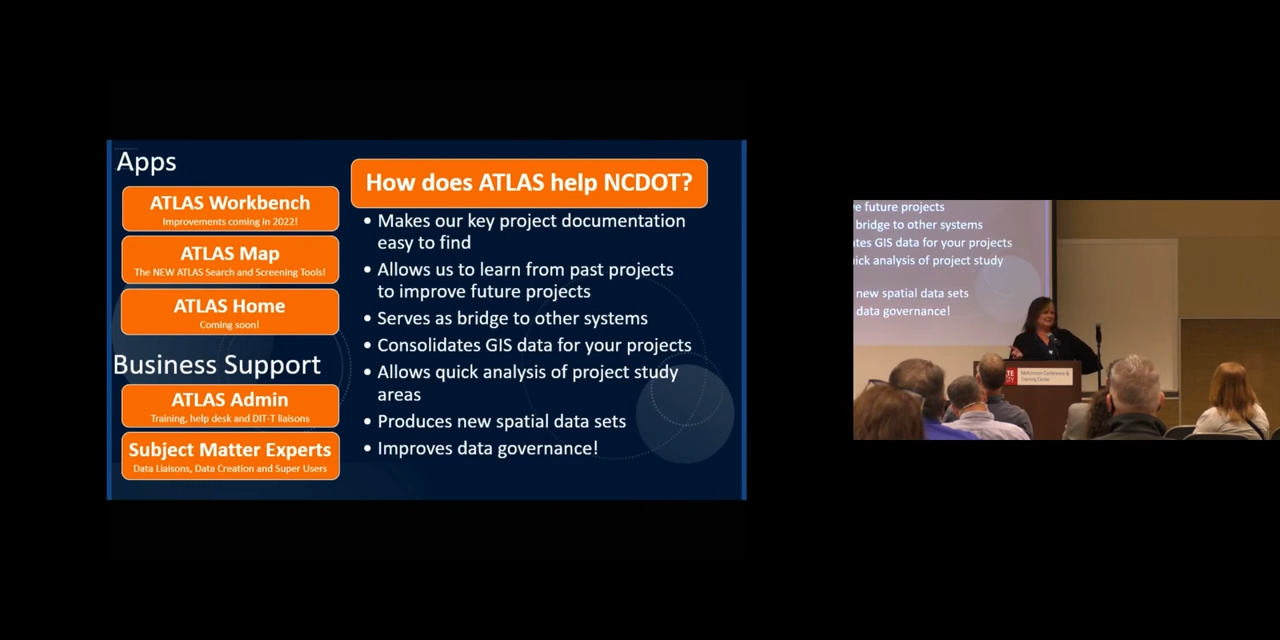 Apps
ATLAS Workbench
Improvements coming in 2022!
ATLAS Map
The NEW ATLAS Search and Screening Tools!
ATLAS Home
Coming soon!
Business Support
ATLAS Admin
Training, help desk and DIT-T liaisons
Subject Matter Experts
Data Liaisons, Data Creation and Super Users
How does ATLAS help NCDOT?
• Makes our key project documentation
easy to find
• Allows us to learn from past projects
to improve future projects
• Serves as bridge to other systems
• Consolidates GIS data for your projects
• Allows quick analysis of project study
areas
• Produces new spatial data sets
• Improves data governance!
e future projects
bridge to other systems
ates GIS data for your projects
ick analysis of project study
new spatial data sets
data governance!
TE
McKimmon Conference &
Training Center